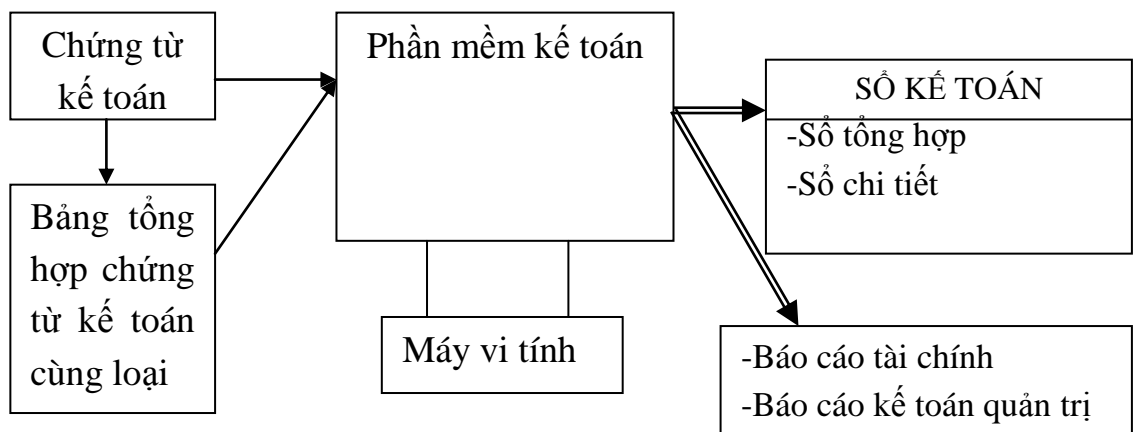 Chứng từ
kế toán
Bảng tổng
hợp chứng
từ kế toán
cùng loại
Phần mềm kế toán
Máy vi tính
SỔ KẾ TOÁN
-Sổ tổng hợp
-Sổ chi tiết
-Báo cáo tài chính
-Báo cáo kế toán quản trị